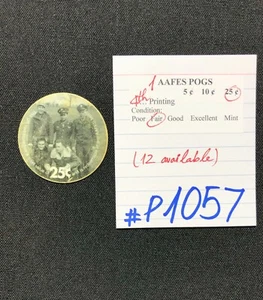 1 AAFES POGS
5 ¢ 10 ¢ 25 ¢
4th Printing
Condition:
Poor Fair Good Excellent Mint
(12 available)
#P1057
25¢